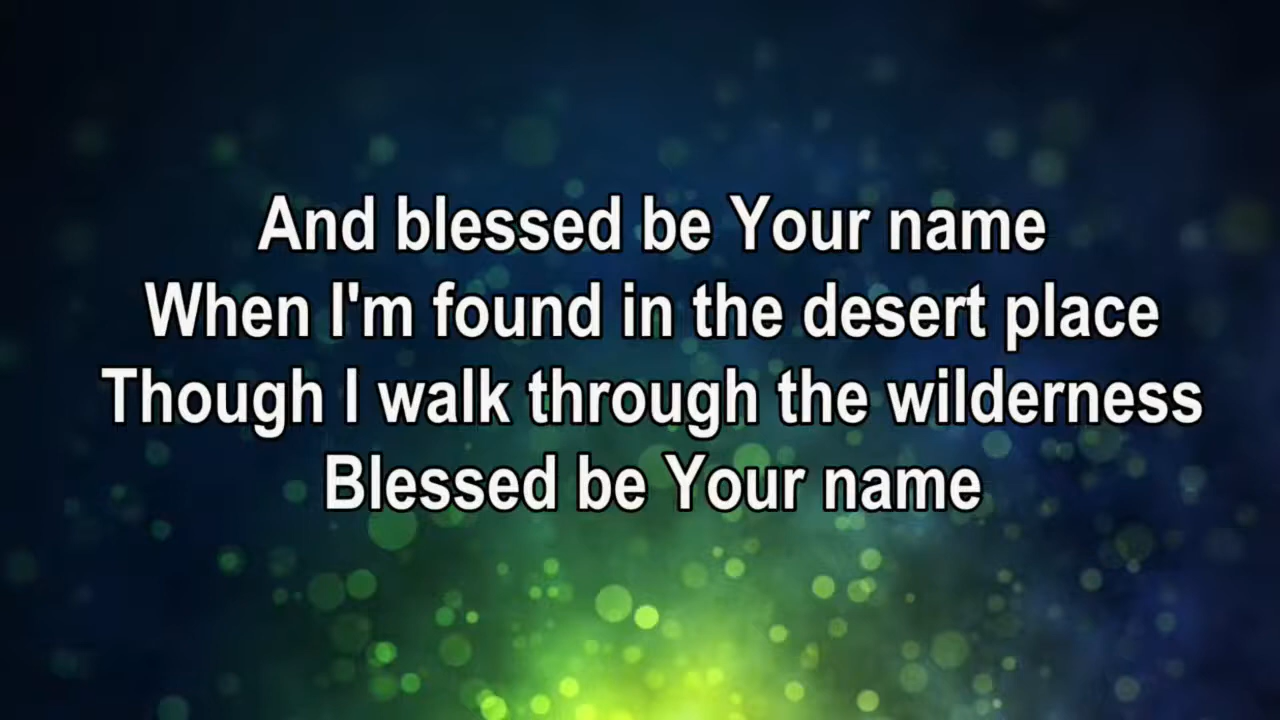 And blessed be Your name
When I'm found in the desert place
Though I walk through the wilderness
Blessed be Your name